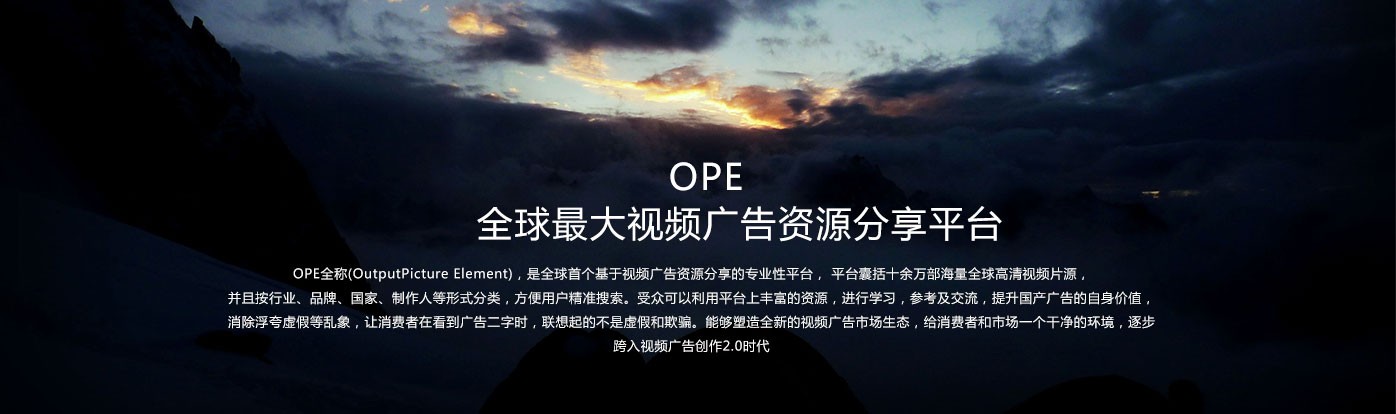 OPE
全球最大视频广告资源分享平台
OPE全称(OutputPicture Element)，是全球首个基于视频广告资源分享的专业性平台， 平台囊括十余万部海量全球高清视频片源，
并且按行业、品牌、国家、制作人等形式分类，方便用户精准搜索。受众可以利用平台上丰富的资源，进行学习，参考及交流，提升国产广告的自身价值，
消除浮夸虚假等乱象，让消费者在看到广告二字时，联想起的不是虚假和欺骗。能够塑造全新的视频广告市场生态，给消费者和市场一个干净的环境，逐步
跨入视频广告创作2.0时代